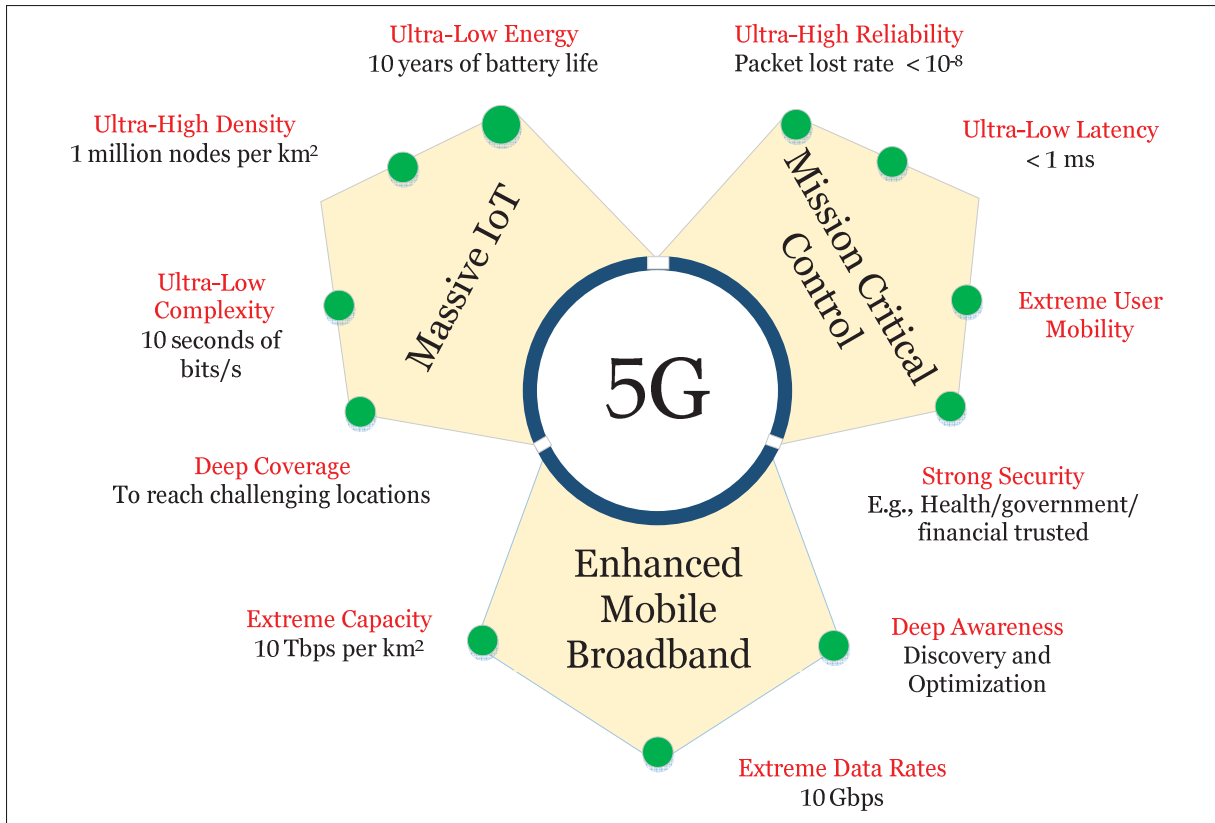 Ultra-Low Energy
10 years of battery life
Ultra-High Reliability
Packet lost rate < 10⁻⁸
Ultra-High Density
1 million nodes per km²
Ultra-Low Latency
< 1 ms
Massive IoT
Mission Critical
Control
Ultra-Low
Complexity
10 seconds of
bits/s
Extreme User
Mobility
5G
Deep Coverage
To reach challenging locations
Strong Security
E.g., Health/government/
financial trusted
Enhanced
Mobile
Broadband
Extreme Capacity
10 Tbps per km²
Deep Awareness
Discovery and
Optimization
Extreme Data Rates
10 Gbps